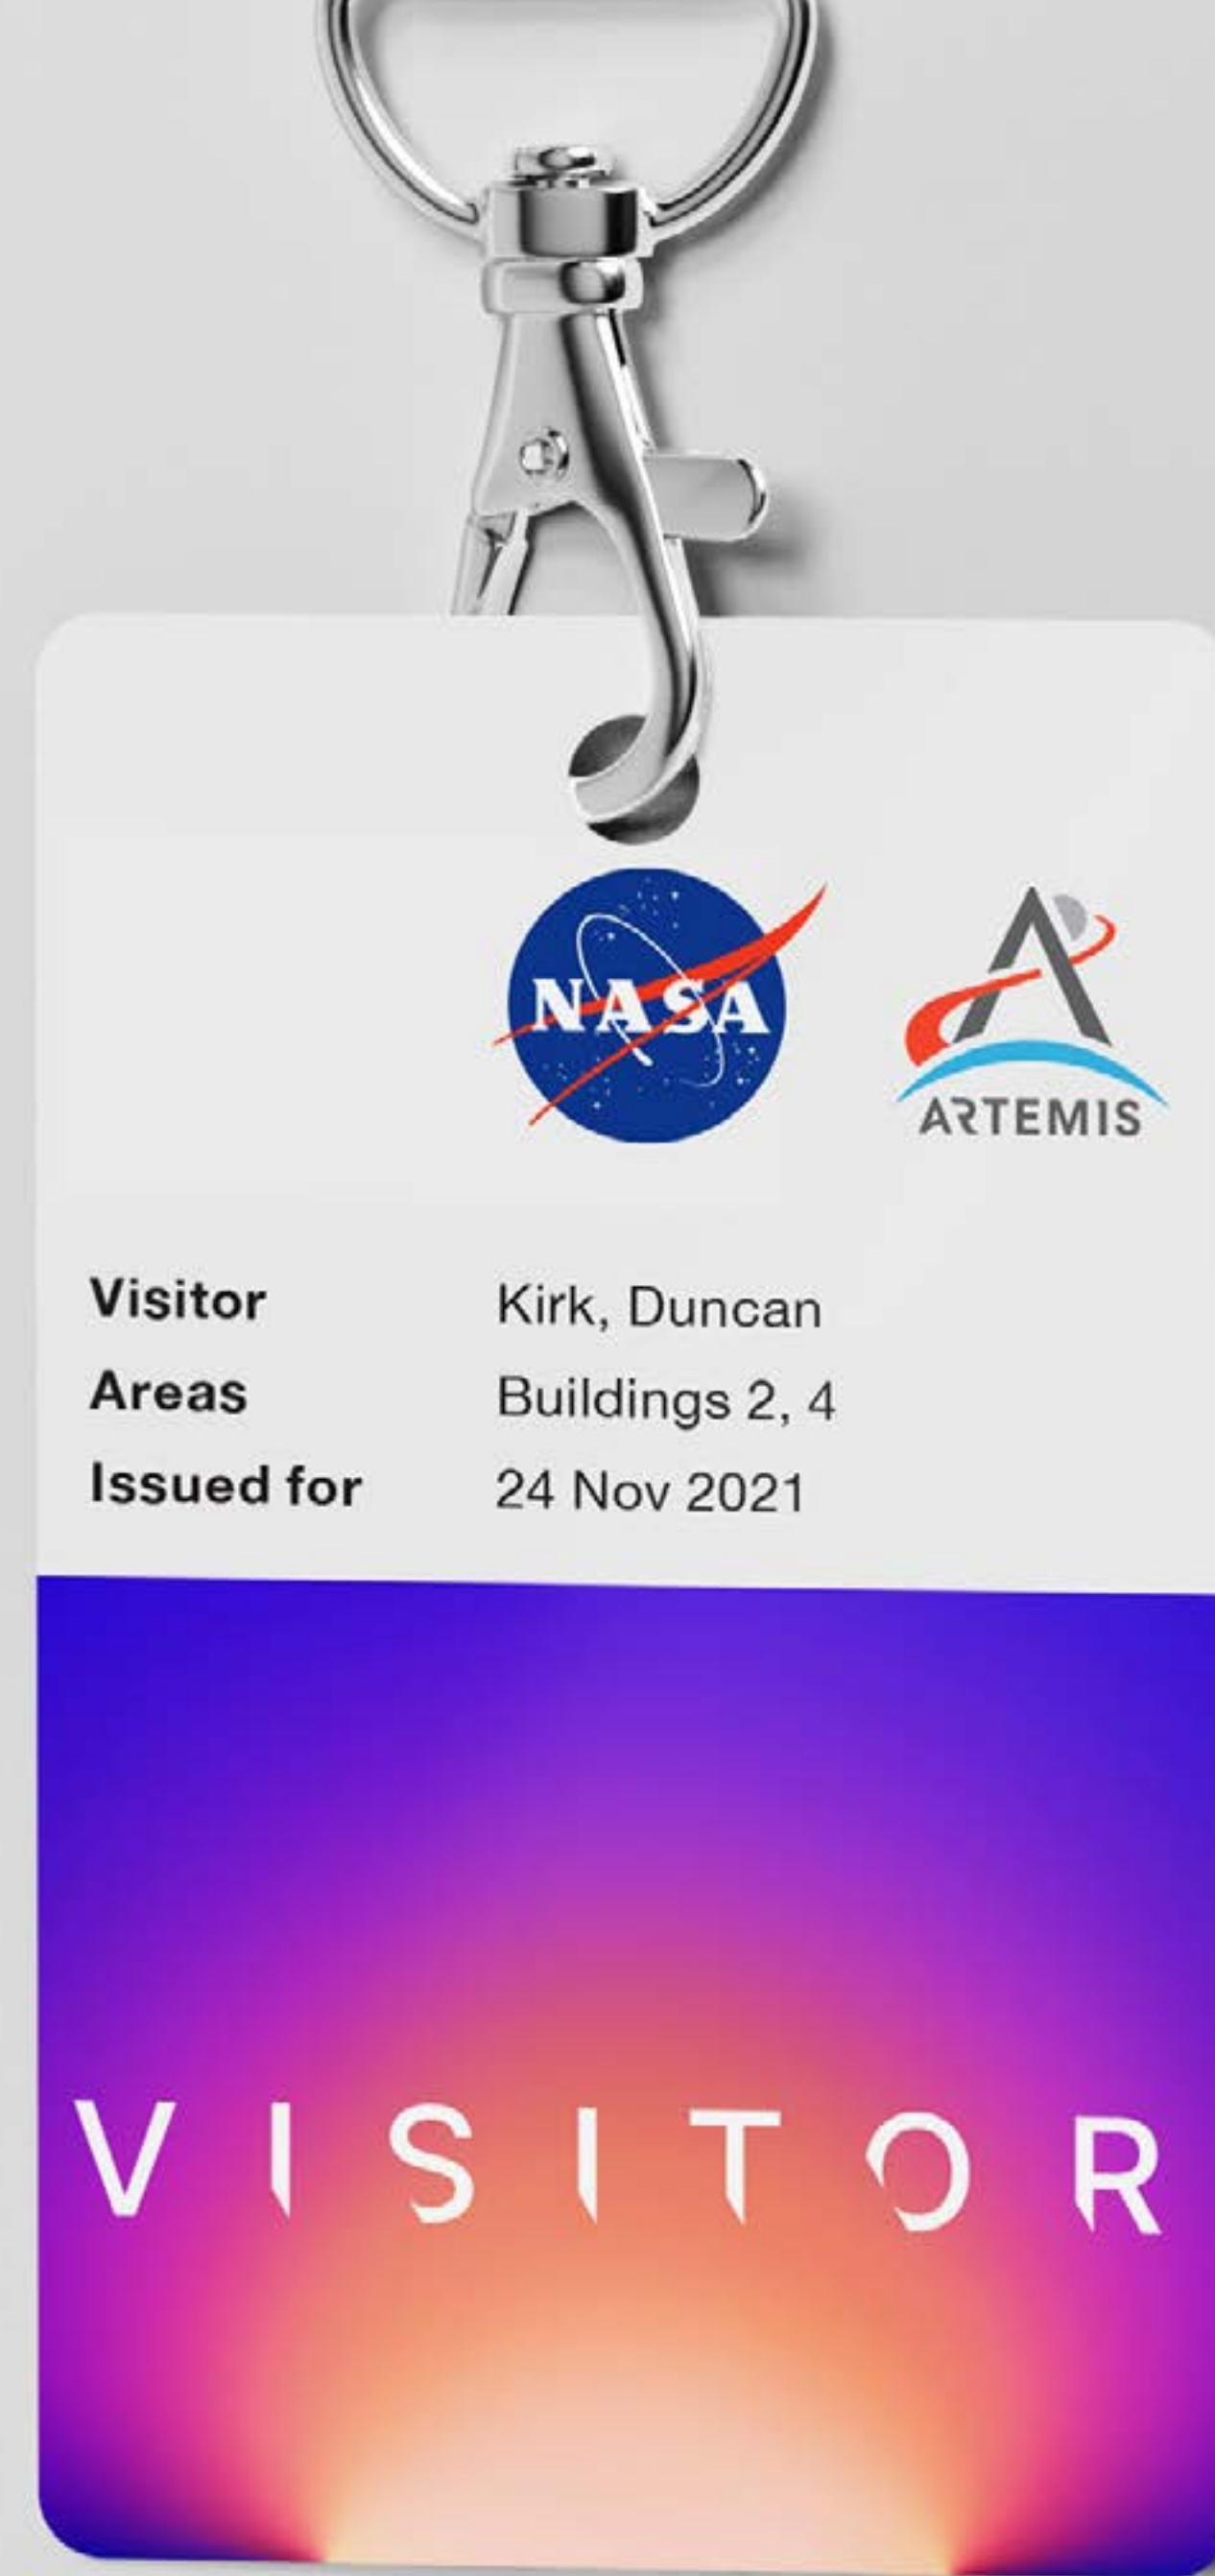 NASA
ARTEMIS
Visitor Kirk, Duncan
Areas Buildings 2, 4
Issued for 24 Nov 2021
VISITOR